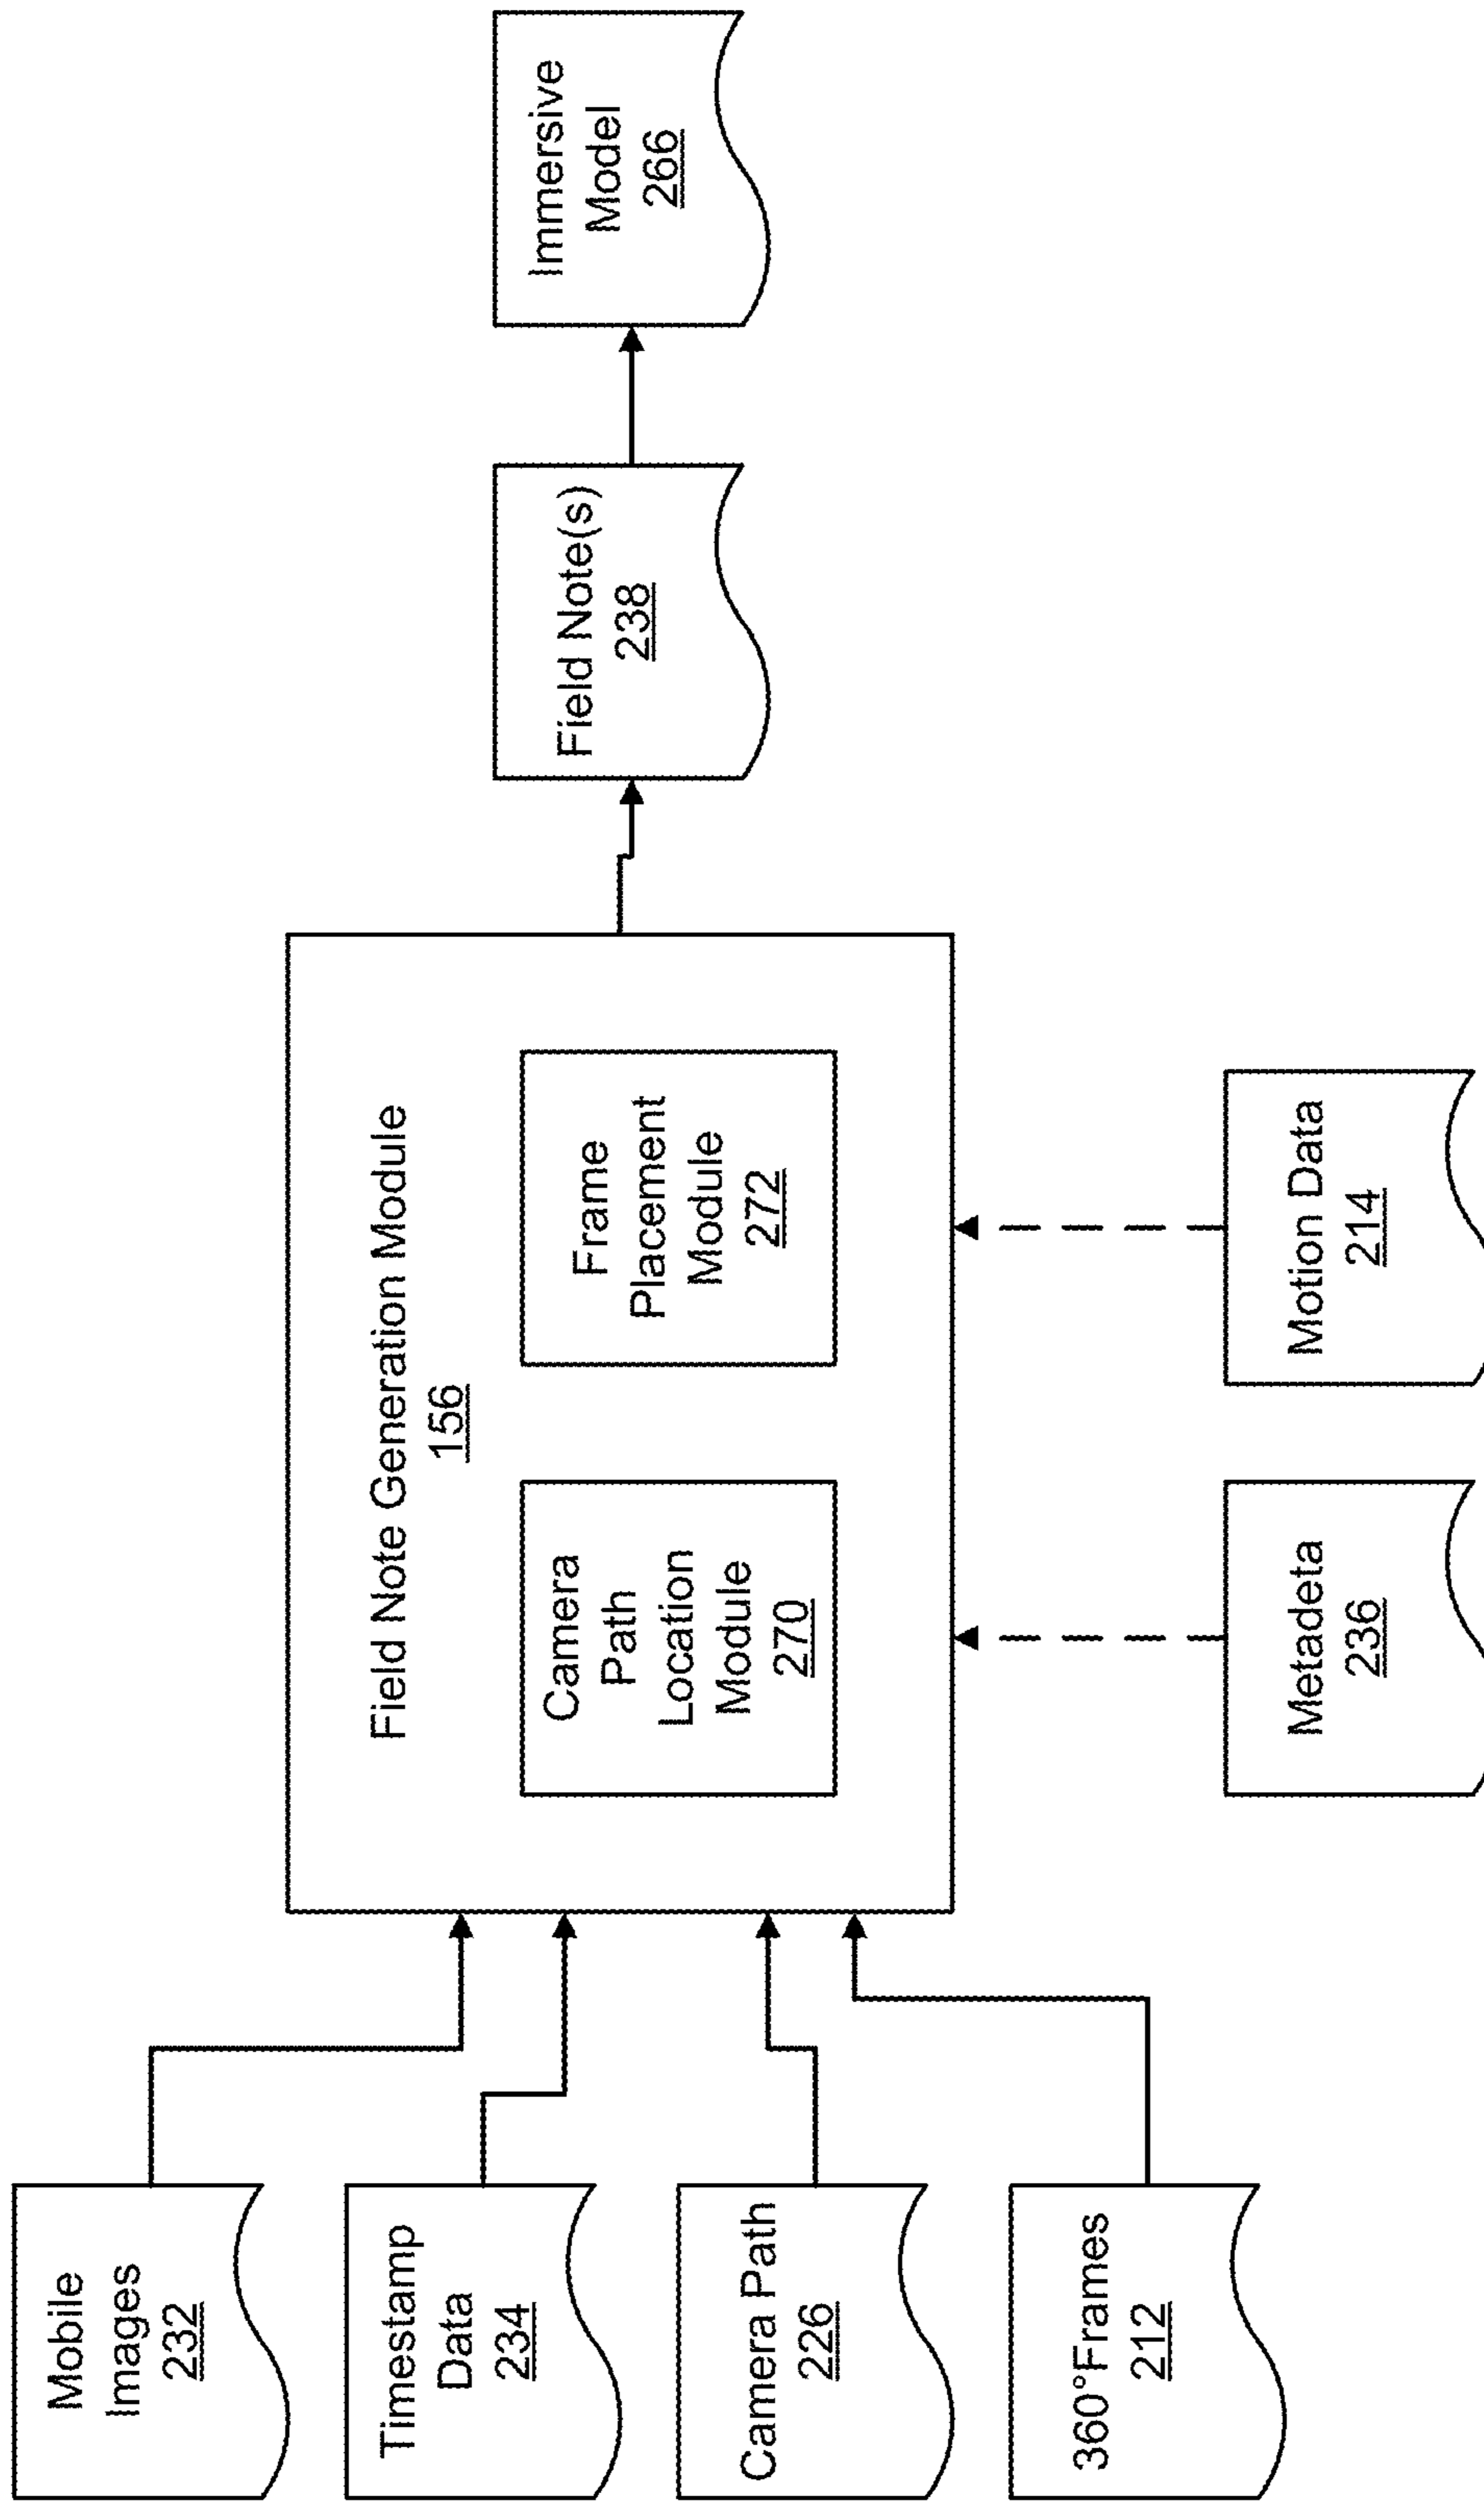 Mobile
Images
232
Timestamp
Data
234
Camera Path
226
360°Frames
212
Field Note Generation Module
156
Camera
Path
Location
Module
270
Frame
Placement
Module
272
Metadeta
236
Motion Data
214
Field Note(s)
238
Immersive
Model
266